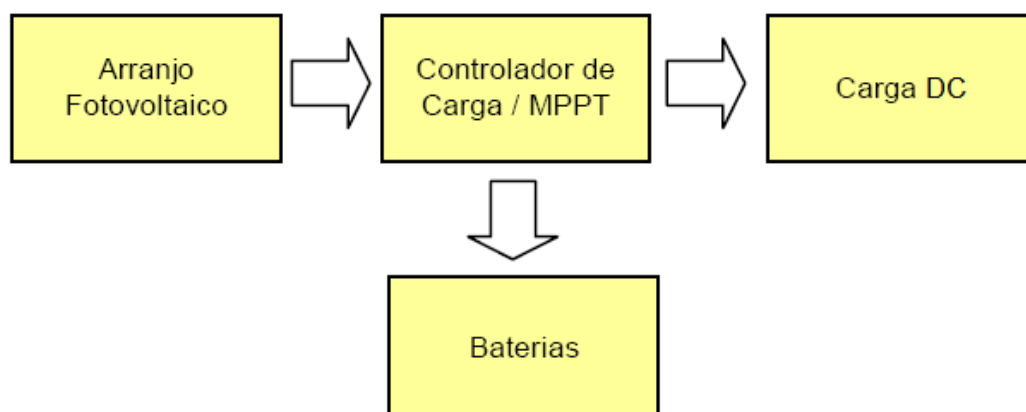 Arranjo
Fotovoltaico
Controlador de
Carga / MPPT
Carga DC
Baterias